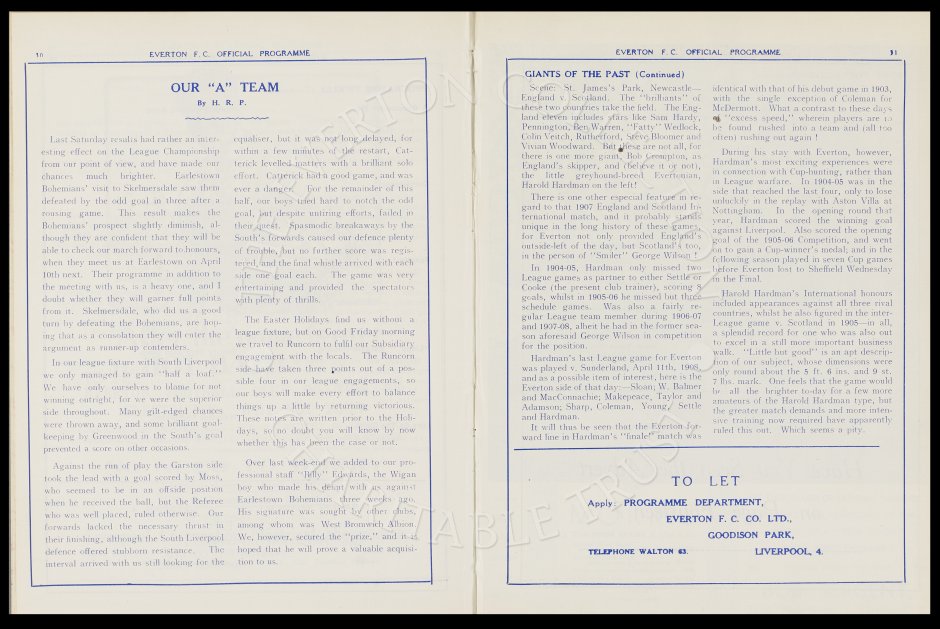 30
EVERTON F. C. OFFICIAL PROGRAMME
OUR "A" TEAM
By H. R. P.
Last Saturday results had rather an inter-
esting effect on the League Championship
from our point of view, and have made our
chances much brighter. Earlestown
Bohemians' visit to Skelmersdale saw them
defeated by the odd goal in three after a
rousing game. This result makes the
Bohemians' prospect slightly diminish, al-
though they are confident that they will be
able to check our march forward to honours,
when they meet us at Earlestown on April
10th next. Their programme in addition to
the meeting with us, is a heavy one, and I
doubt whether they will garner full points
from it. Skelmersdale, who did us a good
turn by defeating the Bohemians, are hop-
ing that as a consolation they will enter the
argument as runner-up contenders.
In our league fixture with South Liverpool
we only managed to gain "half a loaf."
We have only ourselves to blame for not
winning outright, for we were the superior
side throughout. Many gilt-edged chances
were thrown away, and some brilliant goal-
keeping by Greenwood in the South's goal
prevented a score on other occasions.
Against the run of play the Garston side
took the lead with a goal scored by Moss,
who seemed to be in an offside position
when he received the ball, but the Referee
who was well placed, ruled otherwise. Our
forwards lacked the necessary thrust in
their finishing, although the South Liverpool
defence offered stubborn resistance. The
interval arrived with us still looking for the
equaliser, but it was not long delayed, for
within a few minutes of the restart, Cat-
terick levelled matters with a brilliant solo
effort. Catterick had a good game, and was
ever a danger. For the remainder of this
half, our boys tried hard to notch the odd
goal, but despite untiring efforts, failed in
their quest. Spasmodic breakaways by the
South's forwards caused our defence plenty
of trouble, but no further score was regis-
tered, and the final whistle arrived with each
side one goal each. The game was very
entertaining and provided the spectators
with plenty of thrills.
The Easter Holidays find us without a
league fixture, but on Good Friday morning
we travel to Runcorn to fulfil our Subsidiary
engagement with the locals. The Runcorn
side have taken three points out of a pos-
sible four in our league engagements, so
our boys will make every effort to balance
things up a little by returning victorious.
These notes are written prior to the Holi-
days, so no doubt you will know by now
whether this has been the case or not.
Over last week-end we added to our pro-
fessional staff "Billy" Edwards, the Wigan
boy who made his debut with us against
Earlestown Bohemians three weeks ago.
His signature was sought by other clubs,
among whom was West Bromwich Albion.
We, however, secured the "prize," and it is
hoped that he will prove a valuable acquisi-
tion to us.
EVERTON F. C. OFFICIAL PROGRAMME
31
GIANTS OF THE PAST (Continued)
Scene: St. James's Park, Newcastle—
England v. Scotland. The "brilliants" of
these two countries take the field. The Eng-
land eleven includes stars like Sam Hardy,
Pennington, Ben Warren, "Fatty" Wedlock,
Colin Veitch, Rutherford, Steve Bloomer and
Vivian Woodward. But these are not all, for
there is one more giant, Bob Crompton, as
England's skipper, and (believe it or not),
the little greyhound-breed Evertonian,
Harold Hardman on the left!
There is one other especial feature in re-
gard to that 1907 England and Scotland In-
ternational match, and it probably stands
unique in the long history of these games,
for Everton not only provided England's
outside-left of the day, but Scotland's too,
in the person of "Smiler" George Wilson!
In 1904-05, Hardman only missed two
League games as partner to either Settle or
Cooke (the present club trainer), scoring 8
goals, whilst in 1905-06 he missed but three
schedule games. Was also a fairly re-
gular League team member during 1906-07
and 1907-08, albeit he had in the former sea-
son aforesaid George Wilson in competition
for the position.
Hardman's last League game for Everton
was played v. Sunderland, April 11th, 1908,
and as a possible item of interest, here is the
Everton side of that day:—Sloan; W. Balmer
and MacConnachie; Makepeace, Taylor and
Adamson; Sharp, Coleman, Young, Settle
and Hardman.
It will thus be seen that the Everton for-
ward line in Hardman's "finale" match was
identical with that of his debut game in 1903,
with the single exception of Coleman for
McDermott. What a contrast to these days
of "excess speed," wherein players are to
be found rushed into a team and (all too
often) rushing out again!
During his stay with Everton, however,
Hardman's most exciting experiences were
in connection with Cup-hunting, rather than
in League warfare. In 1904-05 was in the
side that reached the last four, only to lose
unluckily in the replay with Aston Villa at
Nottingham. In the opening round that
year, Hardman scored the winning goal
against Liverpool. Also scored the opening
goal of the 1905-06 Competition, and went
on to gain a Cup-winner's medal; and in the
following season played in seven Cup games
before Everton lost to Sheffield Wednesday
in the Final.
Harold Hardman's International honours
included appearances against all three rival
countries, whilst he also figured in the inter-
League game v. Scotland in 1905—in all,
a splendid record for one who was also out
to excel in a still more important business
walk. "Little but good" is an apt descrip-
tion of our subject, whose dimensions were
only round about the 5 ft. 6 ins. and 9 st.
7 lbs. mark. One feels that the game would
be all the brighter to-day for a few more
amateurs of the Harold Hardman type, but
the greater match demands and more inten-
sive training now required have apparently
ruled this out. Which seems a pity.
TO LET
Apply: PROGRAMME DEPARTMENT,
EVERTON F. C. CO. LTD.,
GOODISON PARK,
TELEPHONE WALTON 63. LIVERPOOL, 4.